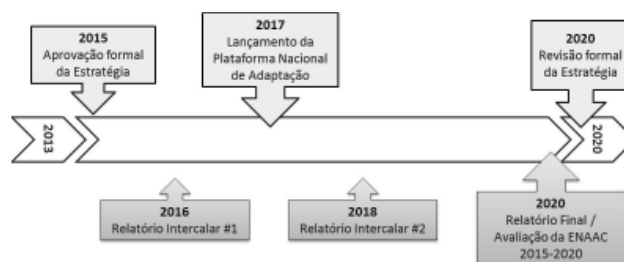 2015
Aprovação formal
da Estratégia
2017
Lançamento da
Plataforma Nacional
de Adaptação
2020
Revisão formal
da Estratégia
2013
2020
2016
Relatório Intercalar #1
2018
Relatório Intercalar #2
2020
Relatório Final /
Avaliação da ENAAC
2015-2020